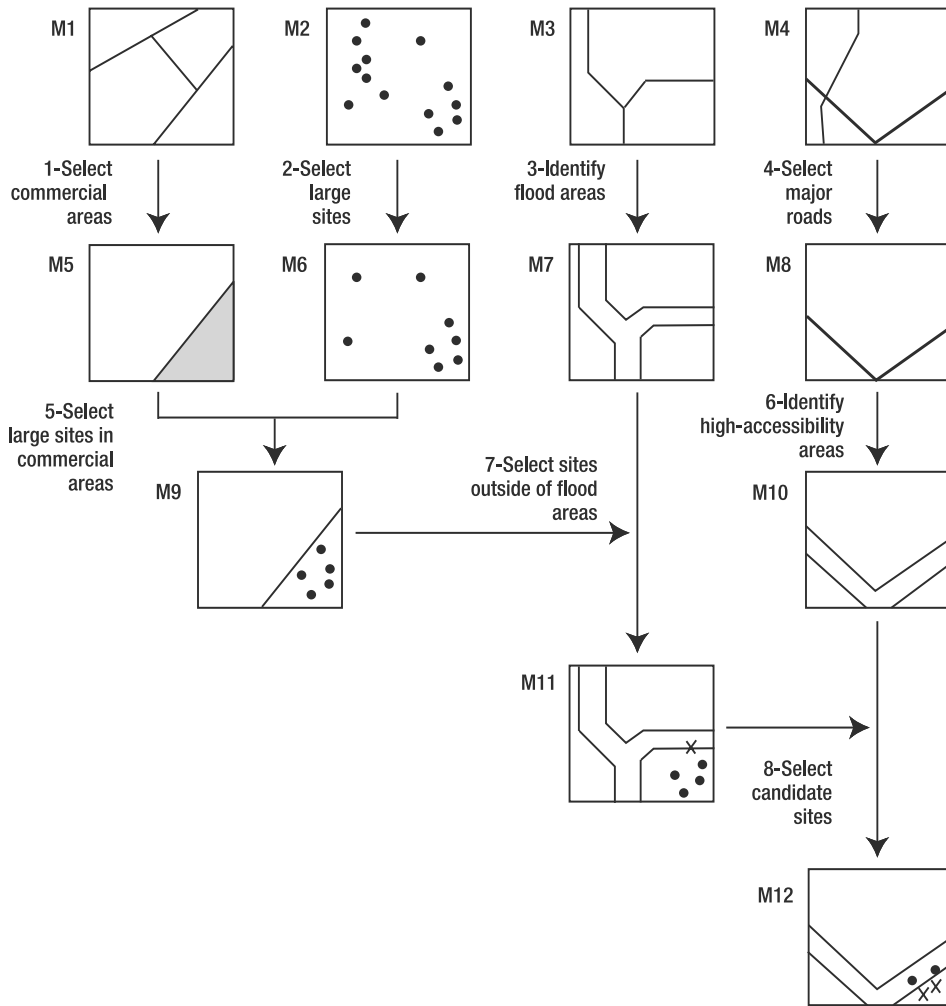 M1
M2
M3
M4
1-Select
commercial
areas
2-Select
large
sites
3-Identify
flood areas
4-Select
major
roads
M5
M6
M7
M8
5-Select
large sites in
commercial
areas
6-Identify
high-accessibility
areas
M9
7-Select sites
outside of flood
areas
M10
M11
8-Select
candidate
sites
M12